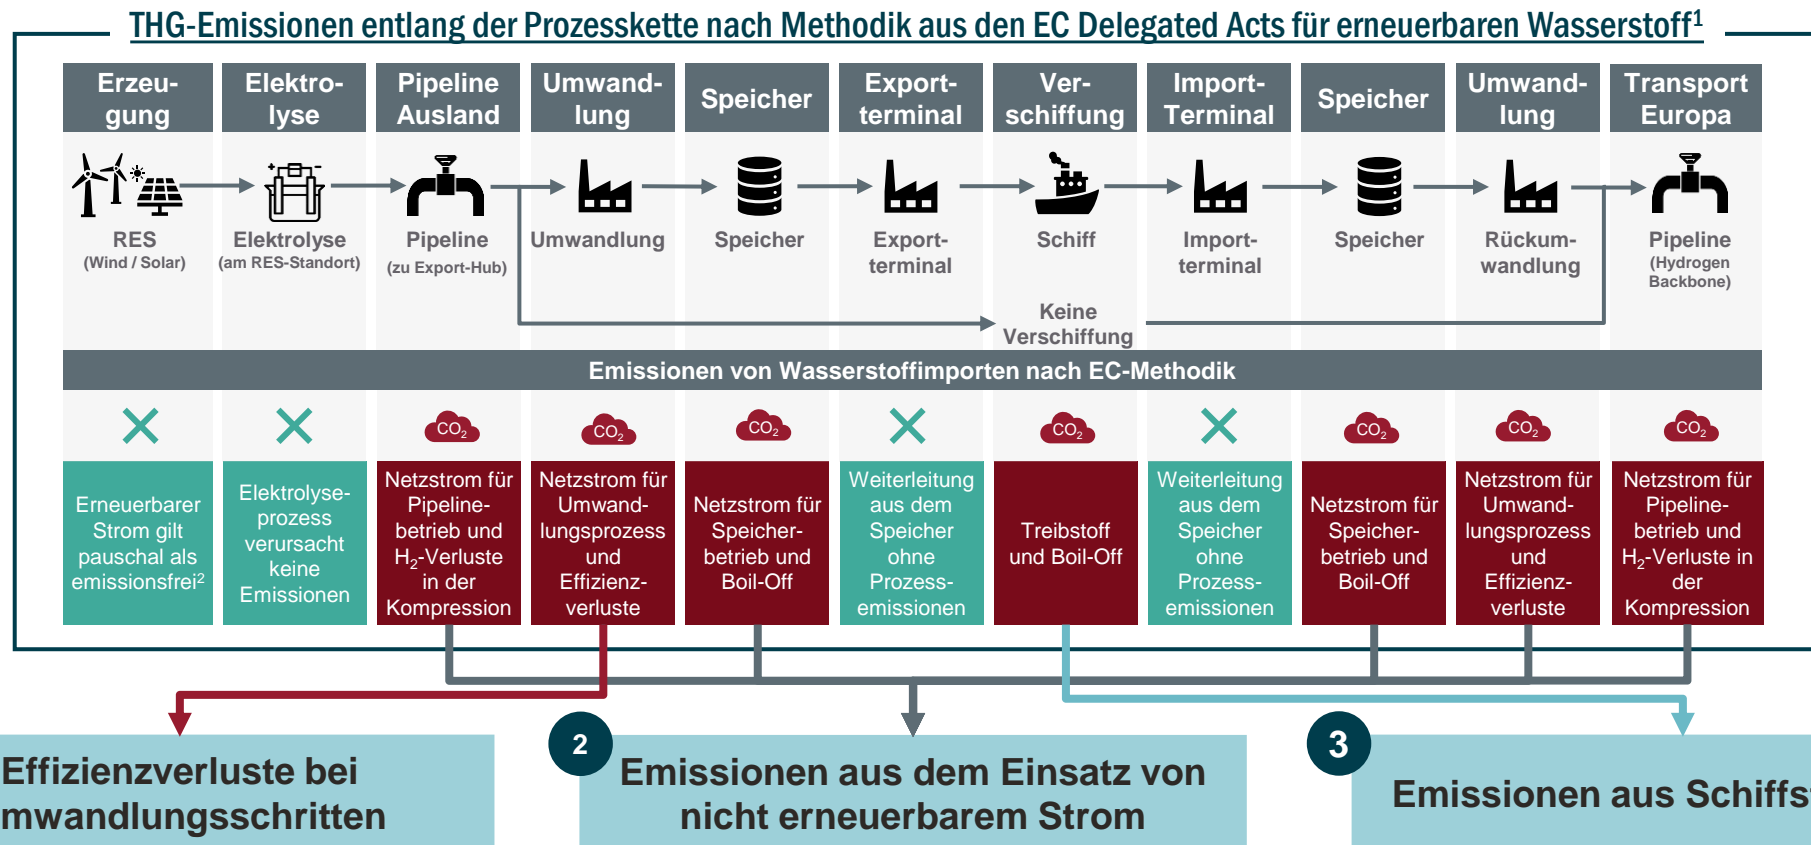 THG-Emissionen entlang der Prozesskette nach Methodik aus den EC Delegated Acts für erneuerbaren Wasserstoff¹
Erzeu-
gung
Elektro-
lyse
Pipeline
Ausland
Umwand-
lung
Speicher
Export-
terminal
Ver-
schiffung
Import-
Terminal
Speicher
Umwand-
lung
Transport
Europa
RES
(Wind / Solar)
Elektrolyse
(am RES-Standort)
Pipeline
(zu Export-Hub)
Umwandlung
Speicher
Export-
terminal
Schiff
Import-
terminal
Speicher
Rückum-
wandlung
Pipeline
(Hydrogen
Backbone)
Keine
Verschiffung
Emissionen von Wasserstoffimporten nach EC-Methodik
CO₂
CO₂
CO₂
CO₂
CO₂
CO₂
CO₂
Erneuerbarer
Strom gilt
pauschal als
emissionsfrei²
Elektrolyse-
prozess
verursacht
keine
Emissionen
Netzstrom für
Pipeline-
betrieb und
H₂-Verluste
in der
Kompression
Netzstrom für
Umwand-
lungsprozess
und
Effizienz-
verluste
Netzstrom für
Speicher-
betrieb und
Boil-Off
Weiterleitung
aus dem
Speicher
ohne
Prozess-
emissionen
Treibstoff
und Boil-Off
Weiterleitung
aus dem
Speicher
ohne
Prozess-
emissionen
Netzstrom für
Speicher-
betrieb und
Boil-Off
Netzstrom für
Umwand-
lungsprozess
und
Effizienz-
verluste
Netzstrom für
Pipeline-
betrieb und
H₂-Verluste in
der
Kompression
Effizienzverluste bei
mwandlungsschritten
2
Emissionen aus dem Einsatz von
nicht erneuerbarem Strom
3
Emissionen aus Schiffs